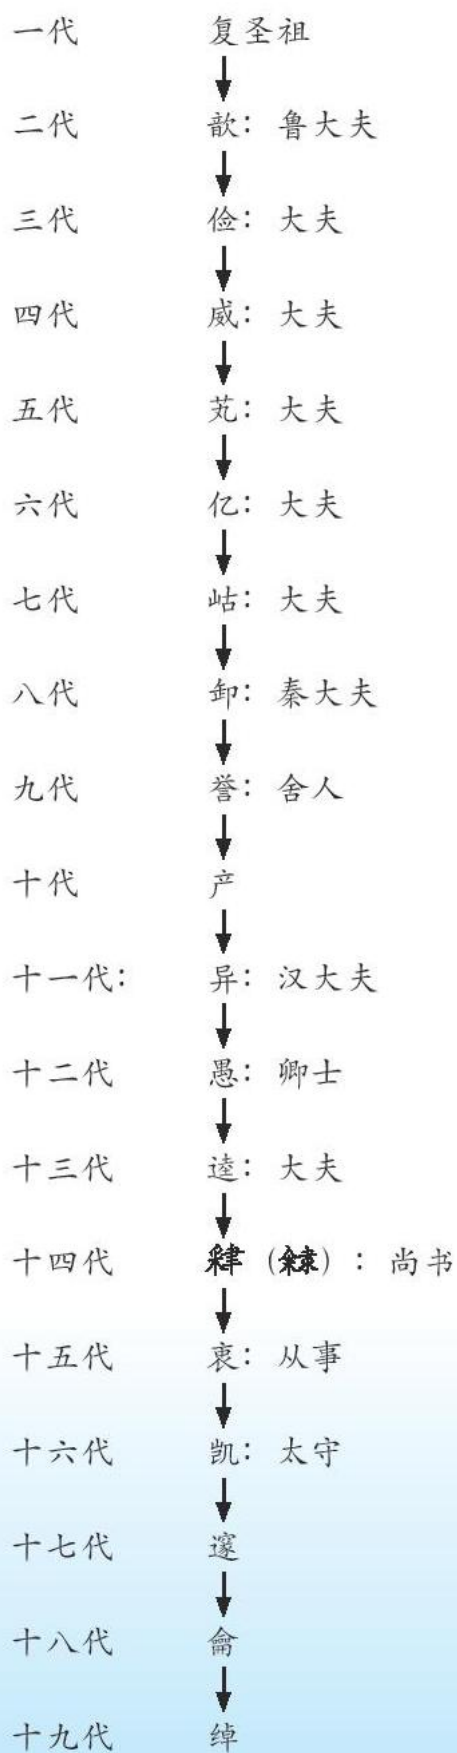 一代 复圣祖
二代 歆：鲁大夫
三代 俭：大夫
四代 威：大夫
五代 芃：大夫
六代 亿：大夫
七代 岵：大夫
八代 卸：秦大夫
九代 誉：舍人
十代 产
十一代： 异：汉大夫
十二代 愚：卿士
十三代 逵：大夫
十四代 ：尚书
十五代 衷：从事
十六代 凯：太守
十七代 邃
十八代 龠
十九代 绰